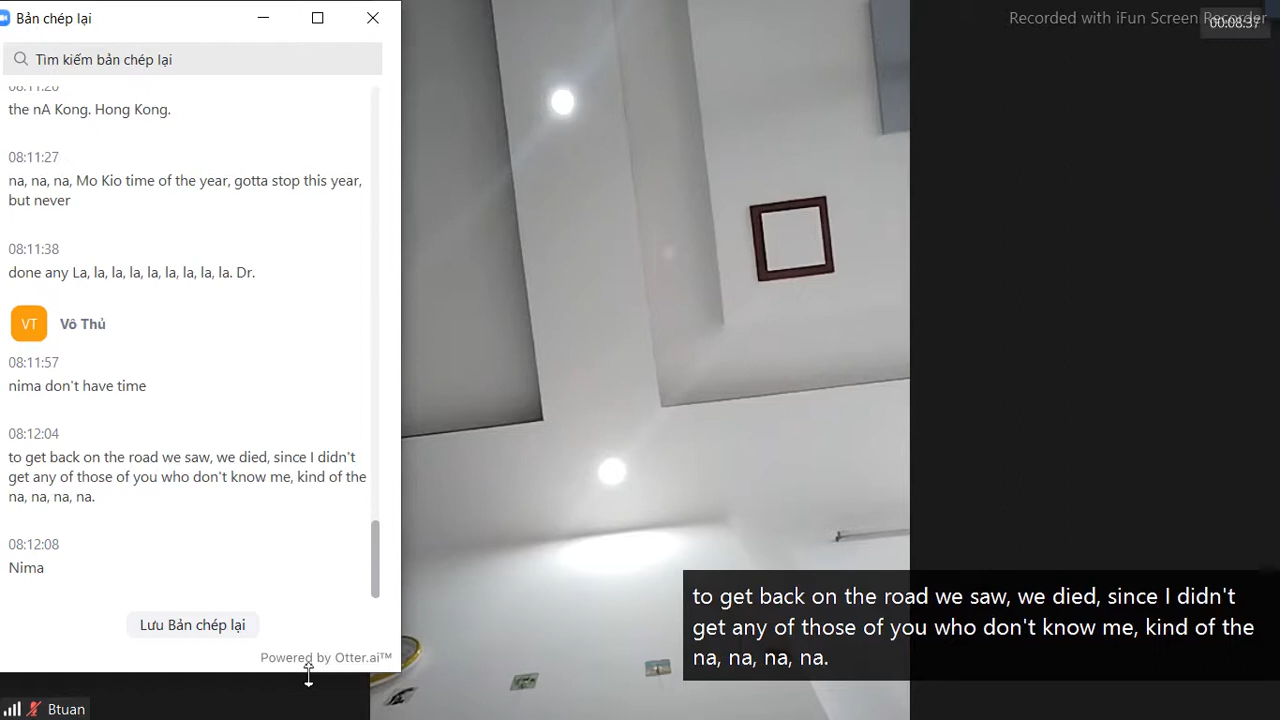 Bản chép lại
Tìm kiếm bản chép lại
08:11:20
the nA Kong. Hong Kong.
08:11:27
na, na, na, Mo Kio time of the year, gotta stop this year,
but never
08:11:38
done any La, la, la, la, la, la, la, la, la. Dr.
VT Vô Thủ
08:11:57
nima don't have time
08:12:04
to get back on the road we saw, we died, since I didn't
get any of those of you who don't know me, kind of the
na, na, na, na.
08:12:08
Nima
Lưu Bản chép lại
Powered by Otter.ai™
Btuan
Recorded with iFun Screen Recorder
00:08:37
to get back on the road we saw, we died, since I didn't
get any of those of you who don't know me, kind of the
na, na, na, na.